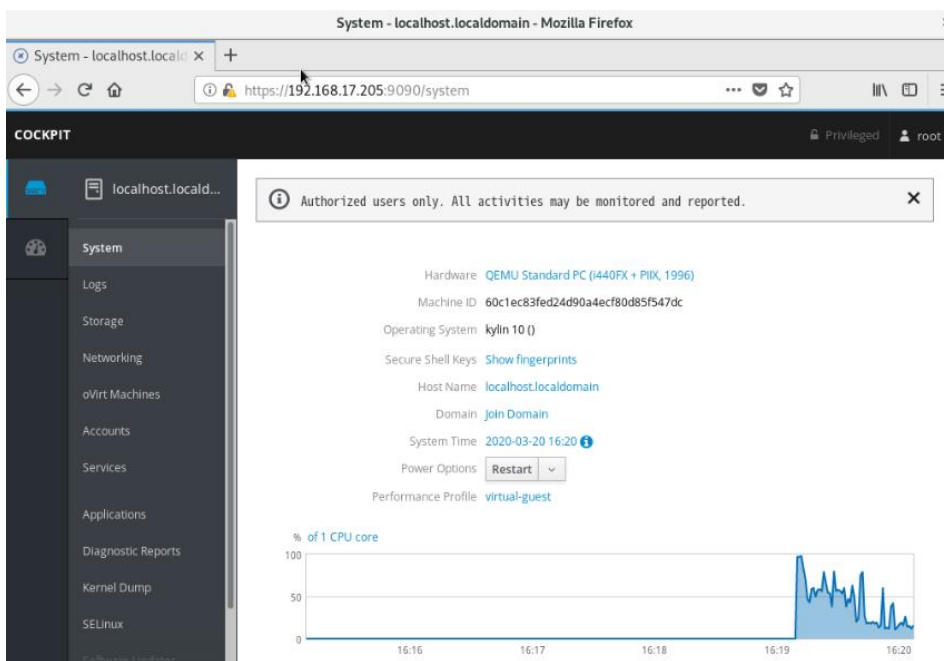 System - localhost.localdomain - Mozilla Firefox
System - localhost.locald
https://192.168.17.205:9090/system
COCKPIT
Privileged
root
localhost.locald...
Authorized users only. All activities may be monitored and reported.
System
Logs
Storage
Networking
oVirt Machines
Accounts
Services
Applications
Diagnostic Reports
Kernel Dump
SELinux
Software Updates
Hardware QEMU Standard PC (i440FX + PIIX, 1996)
Machine ID 60c1ec83fed24d90a4ecf80d85f547dc
Operating System kylin 10 ()
Secure Shell Keys Show fingerprints
Host Name localhost.localdomain
Domain Join Domain
System Time 2020-03-20 16:20
Power Options Restart
Performance Profile virtual-guest
% of 1 CPU core
100
50
0
16:16 16:17 16:18 16:19 16:20